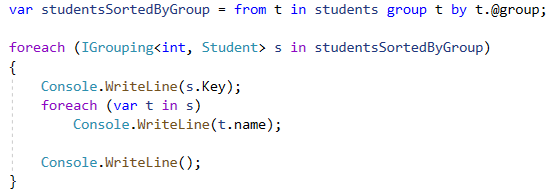 var studentsSortedByGroup = from t in students group t by t.@group;
foreach (IGrouping<int, Student> s in studentsSortedByGroup)
{
Console.WriteLine(s.Key);
foreach (var t in s)
Console.WriteLine(t.name);
Console.WriteLine();
}